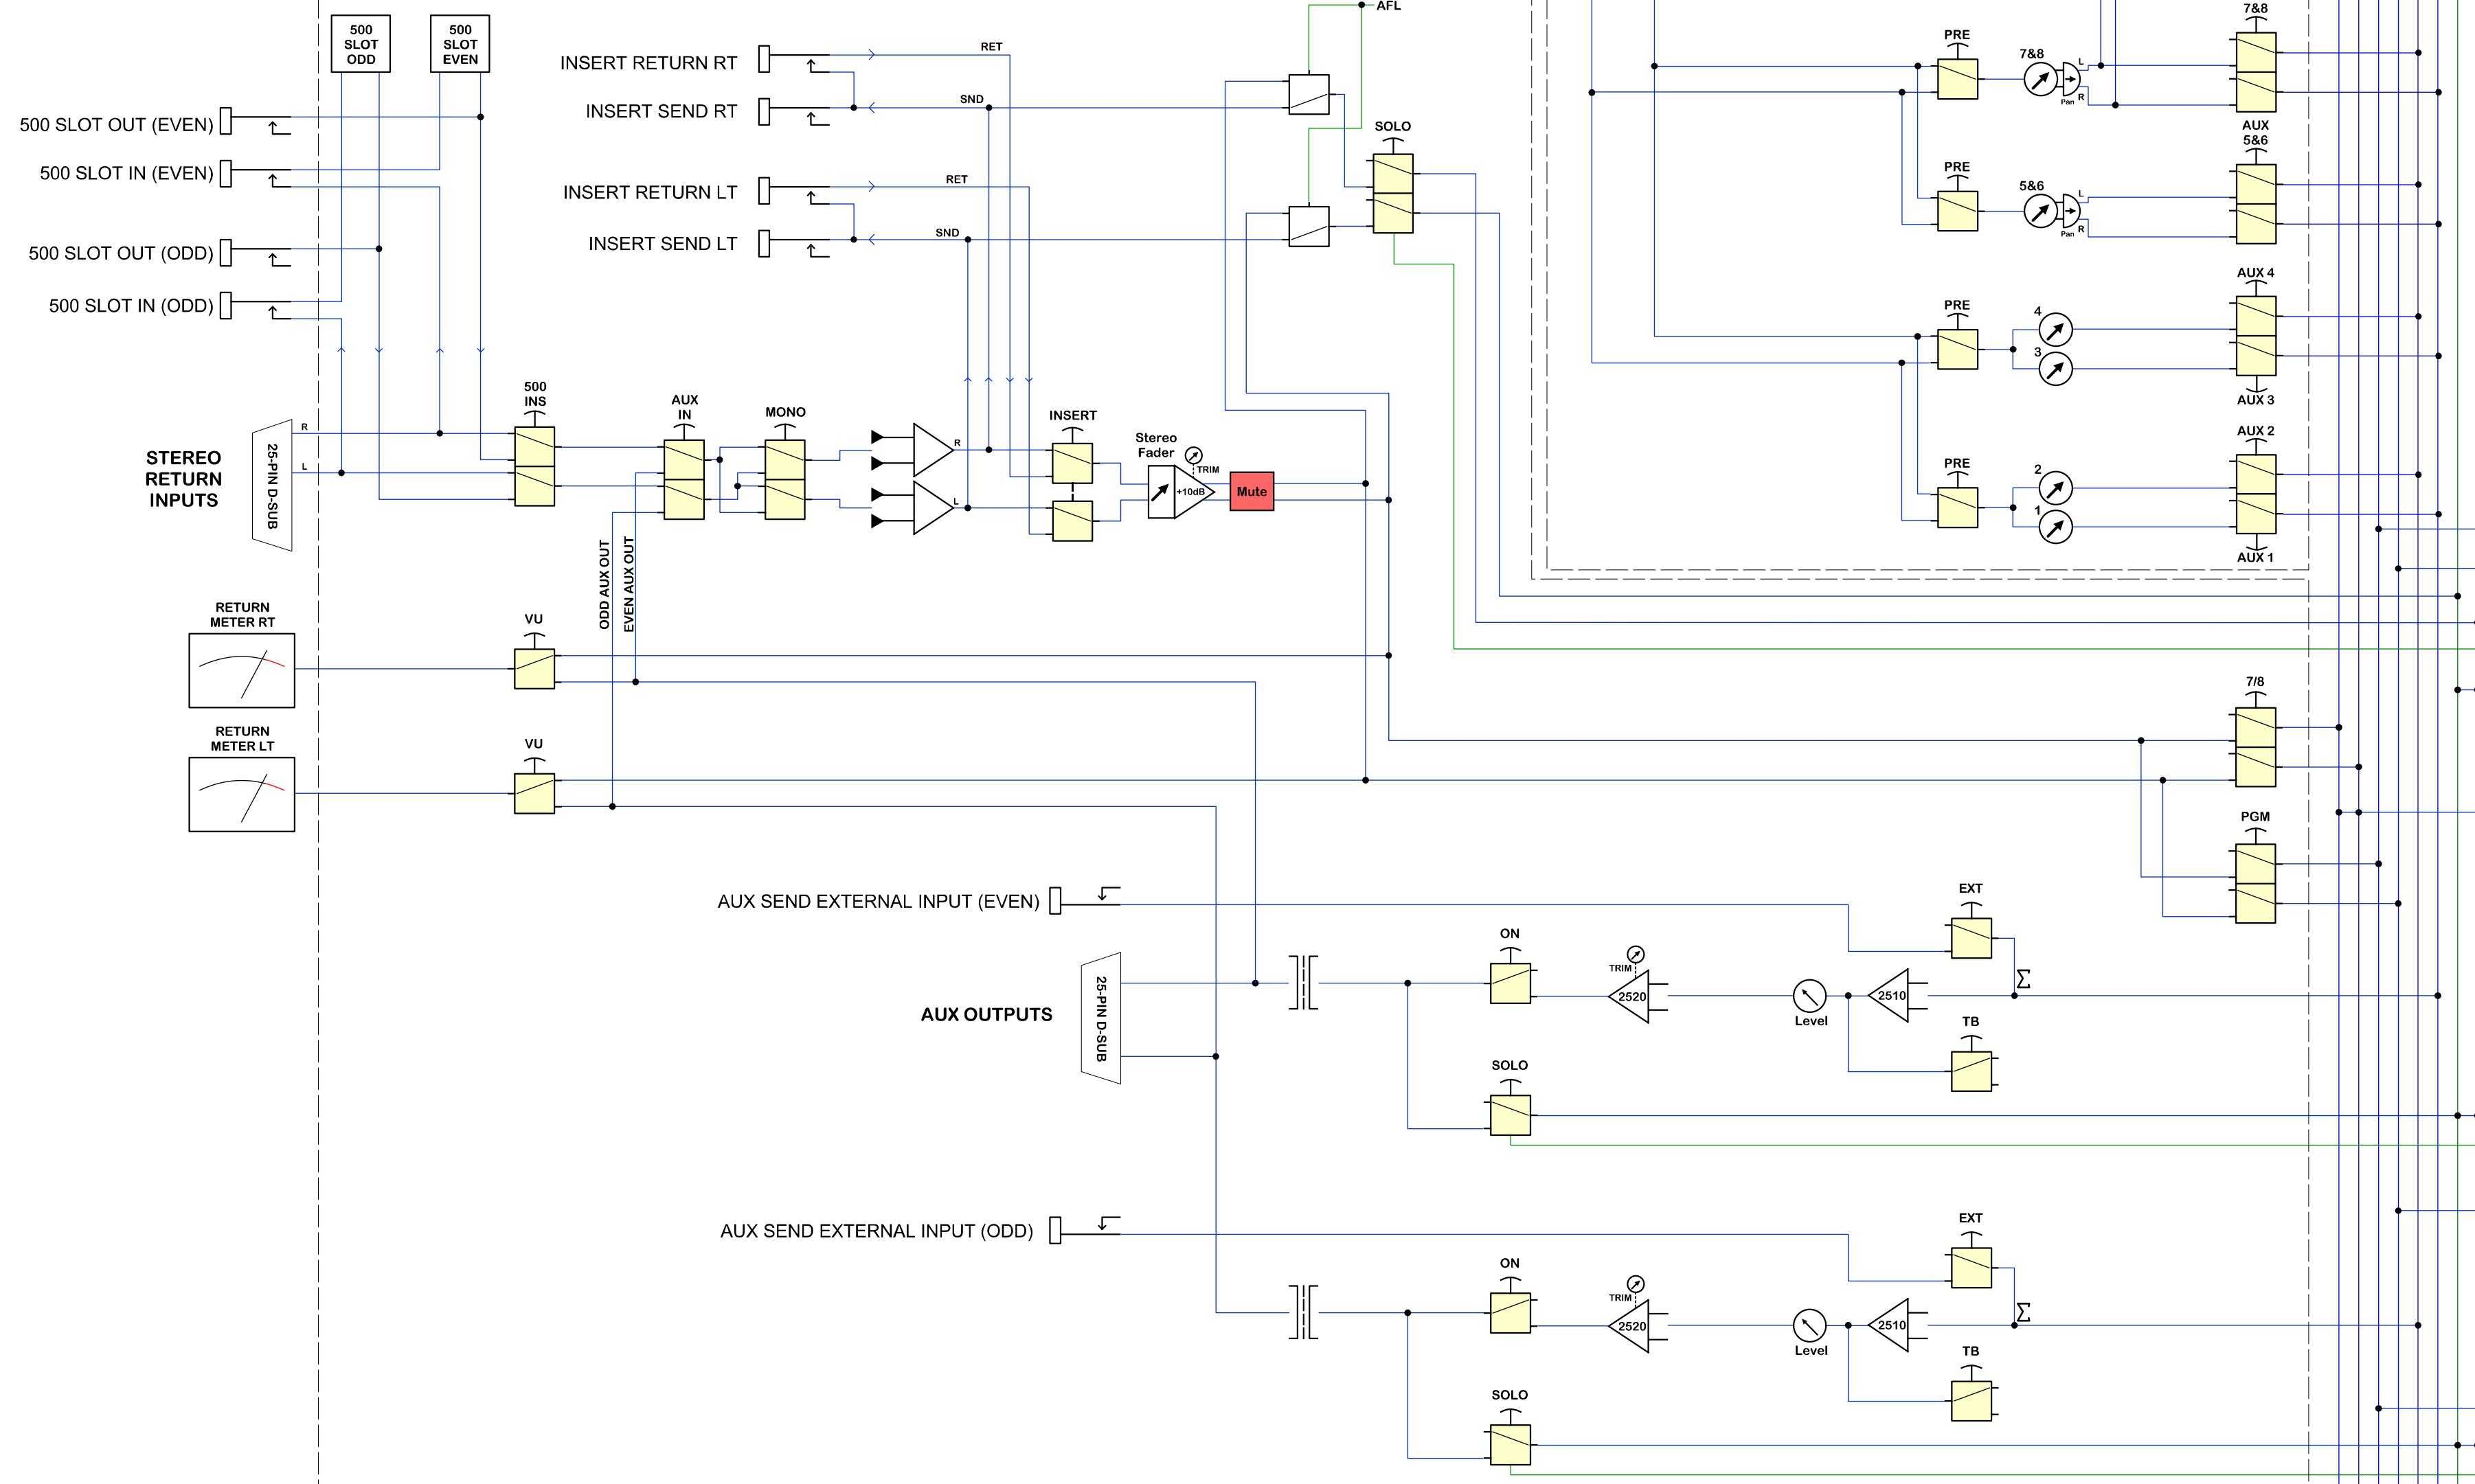 500
SLOT
ODD
500
SLOT
EVEN
500 SLOT OUT (EVEN)
500 SLOT IN (EVEN)
500 SLOT OUT (ODD)
500 SLOT IN (ODD)
INSERT RETURN RT
RET
INSERT SEND RT
SND
INSERT RETURN LT
RET
INSERT SEND LT
SND
AFL
SOLO
STEREO
RETURN
INPUTS
25-PIN D-SUB
R
L
500
INS
AUX
IN
MONO
R
L
INSERT
Stereo
Fader
TRIM
+10dB
Mute
ODD AUX OUT
EVEN AUX OUT
RETURN
METER RT
VU
RETURN
METER LT
VU
PRE
7&8
L
R
Pan
7&8
PRE
5&6
L
R
Pan
AUX
5&6
PRE
4
3
AUX 4
AUX 3
PRE
2
1
AUX 2
AUX 1
7/8
PGM
AUX SEND EXTERNAL INPUT (EVEN)
EXT
AUX OUTPUTS
25-PIN D-SUB
ON
TRIM
2520
Level
2510
Σ
TB
SOLO
AUX SEND EXTERNAL INPUT (ODD)
EXT
ON
TRIM
2520
Level
2510
Σ
TB
SOLO